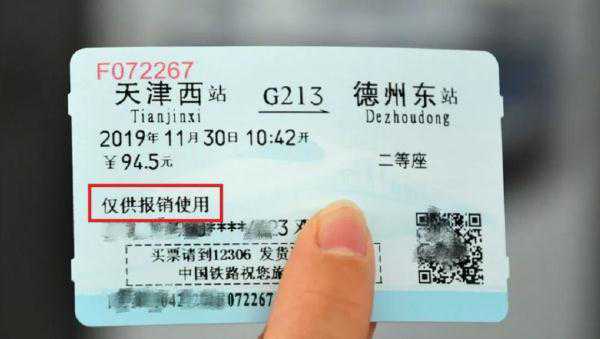 F072267
天津西站 G213 德州东站
Tianjinxi Dezhoudong
2019年11月30日10:42开
￥94.5元 二等座
仅供报销使用
****
买票请到12306 发货
中国铁路祝您旅
072267